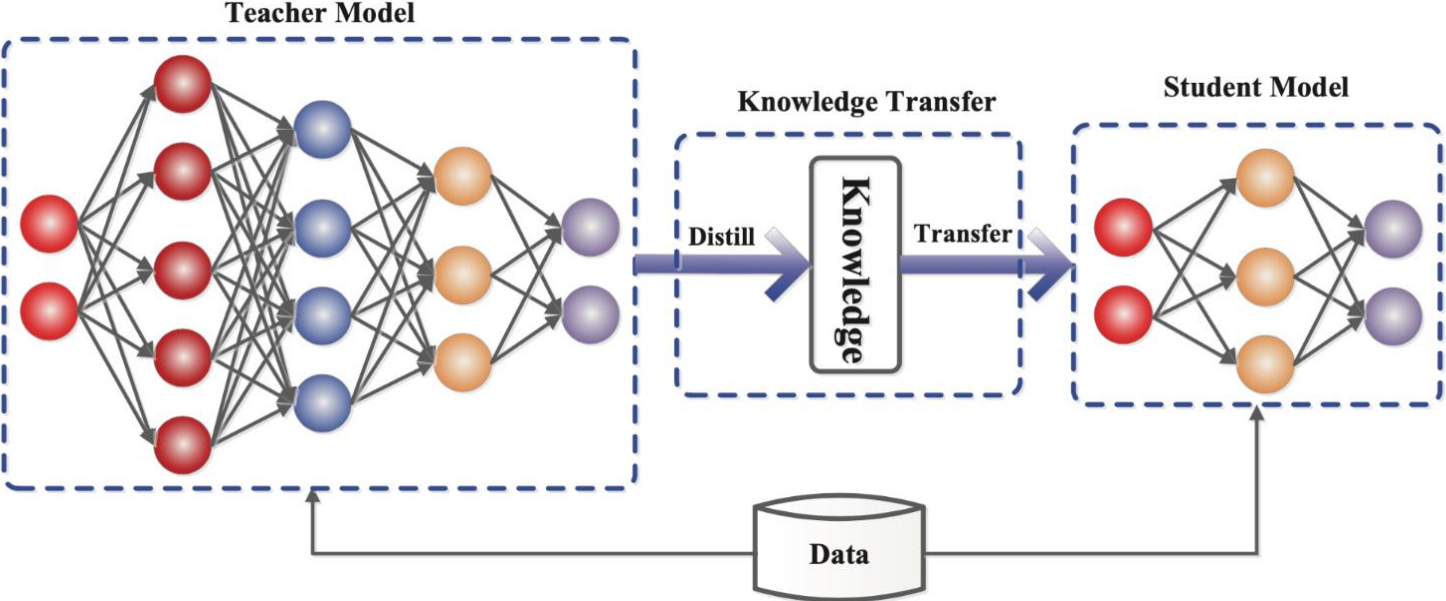 Teacher Model
Knowledge Transfer
Student Model
Distill
Knowledge
Transfer
Data